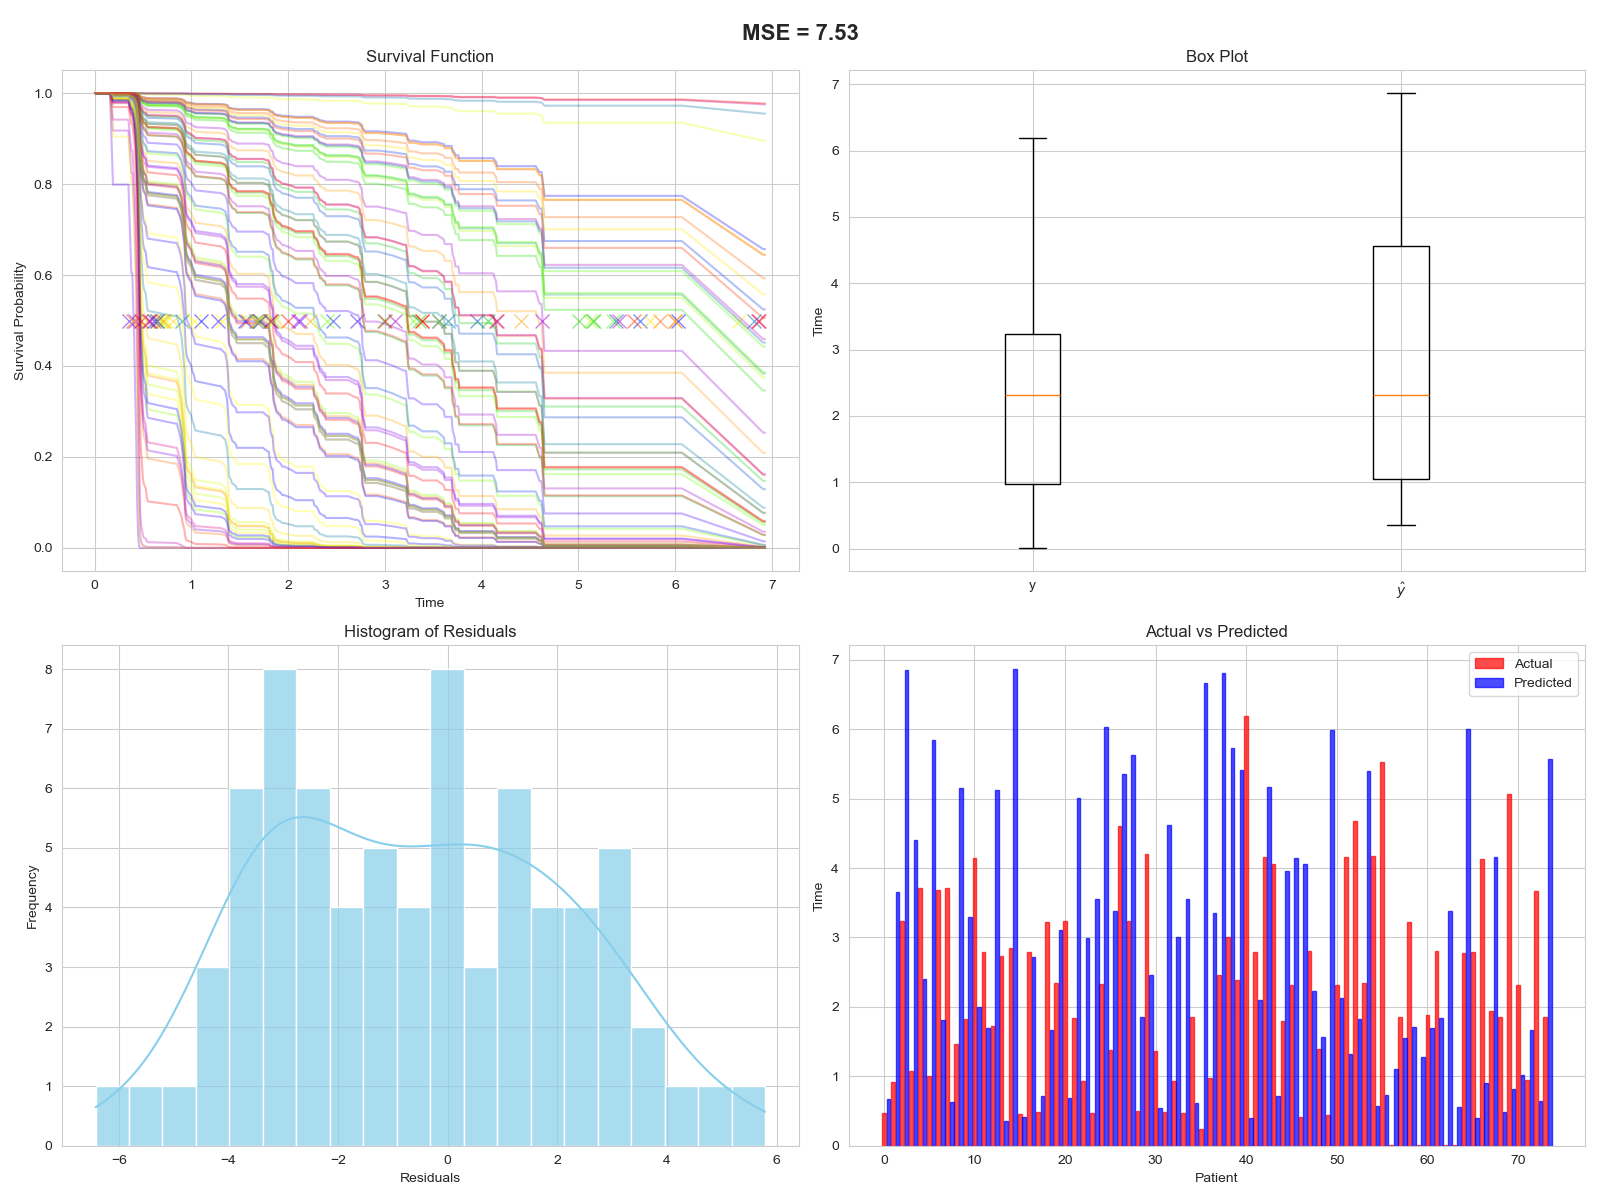 MSE = 7.53
Survival Function
Survival Probability
1.0
0.8
0.6
0.4
0.2
0.0
0 1 2 3 4 5 6 7
Time
Box Plot
Time
7
6
5
4
3
2
1
0
y ŷ
Histogram of Residuals
Frequency
8
7
6
5
4
3
2
1
0
−6 −4 −2 0 2 4 6
Residuals
Actual vs Predicted
Actual
Predicted
Time
7
6
5
4
3
2
1
0
0 10 20 30 40 50 60 70
Patient